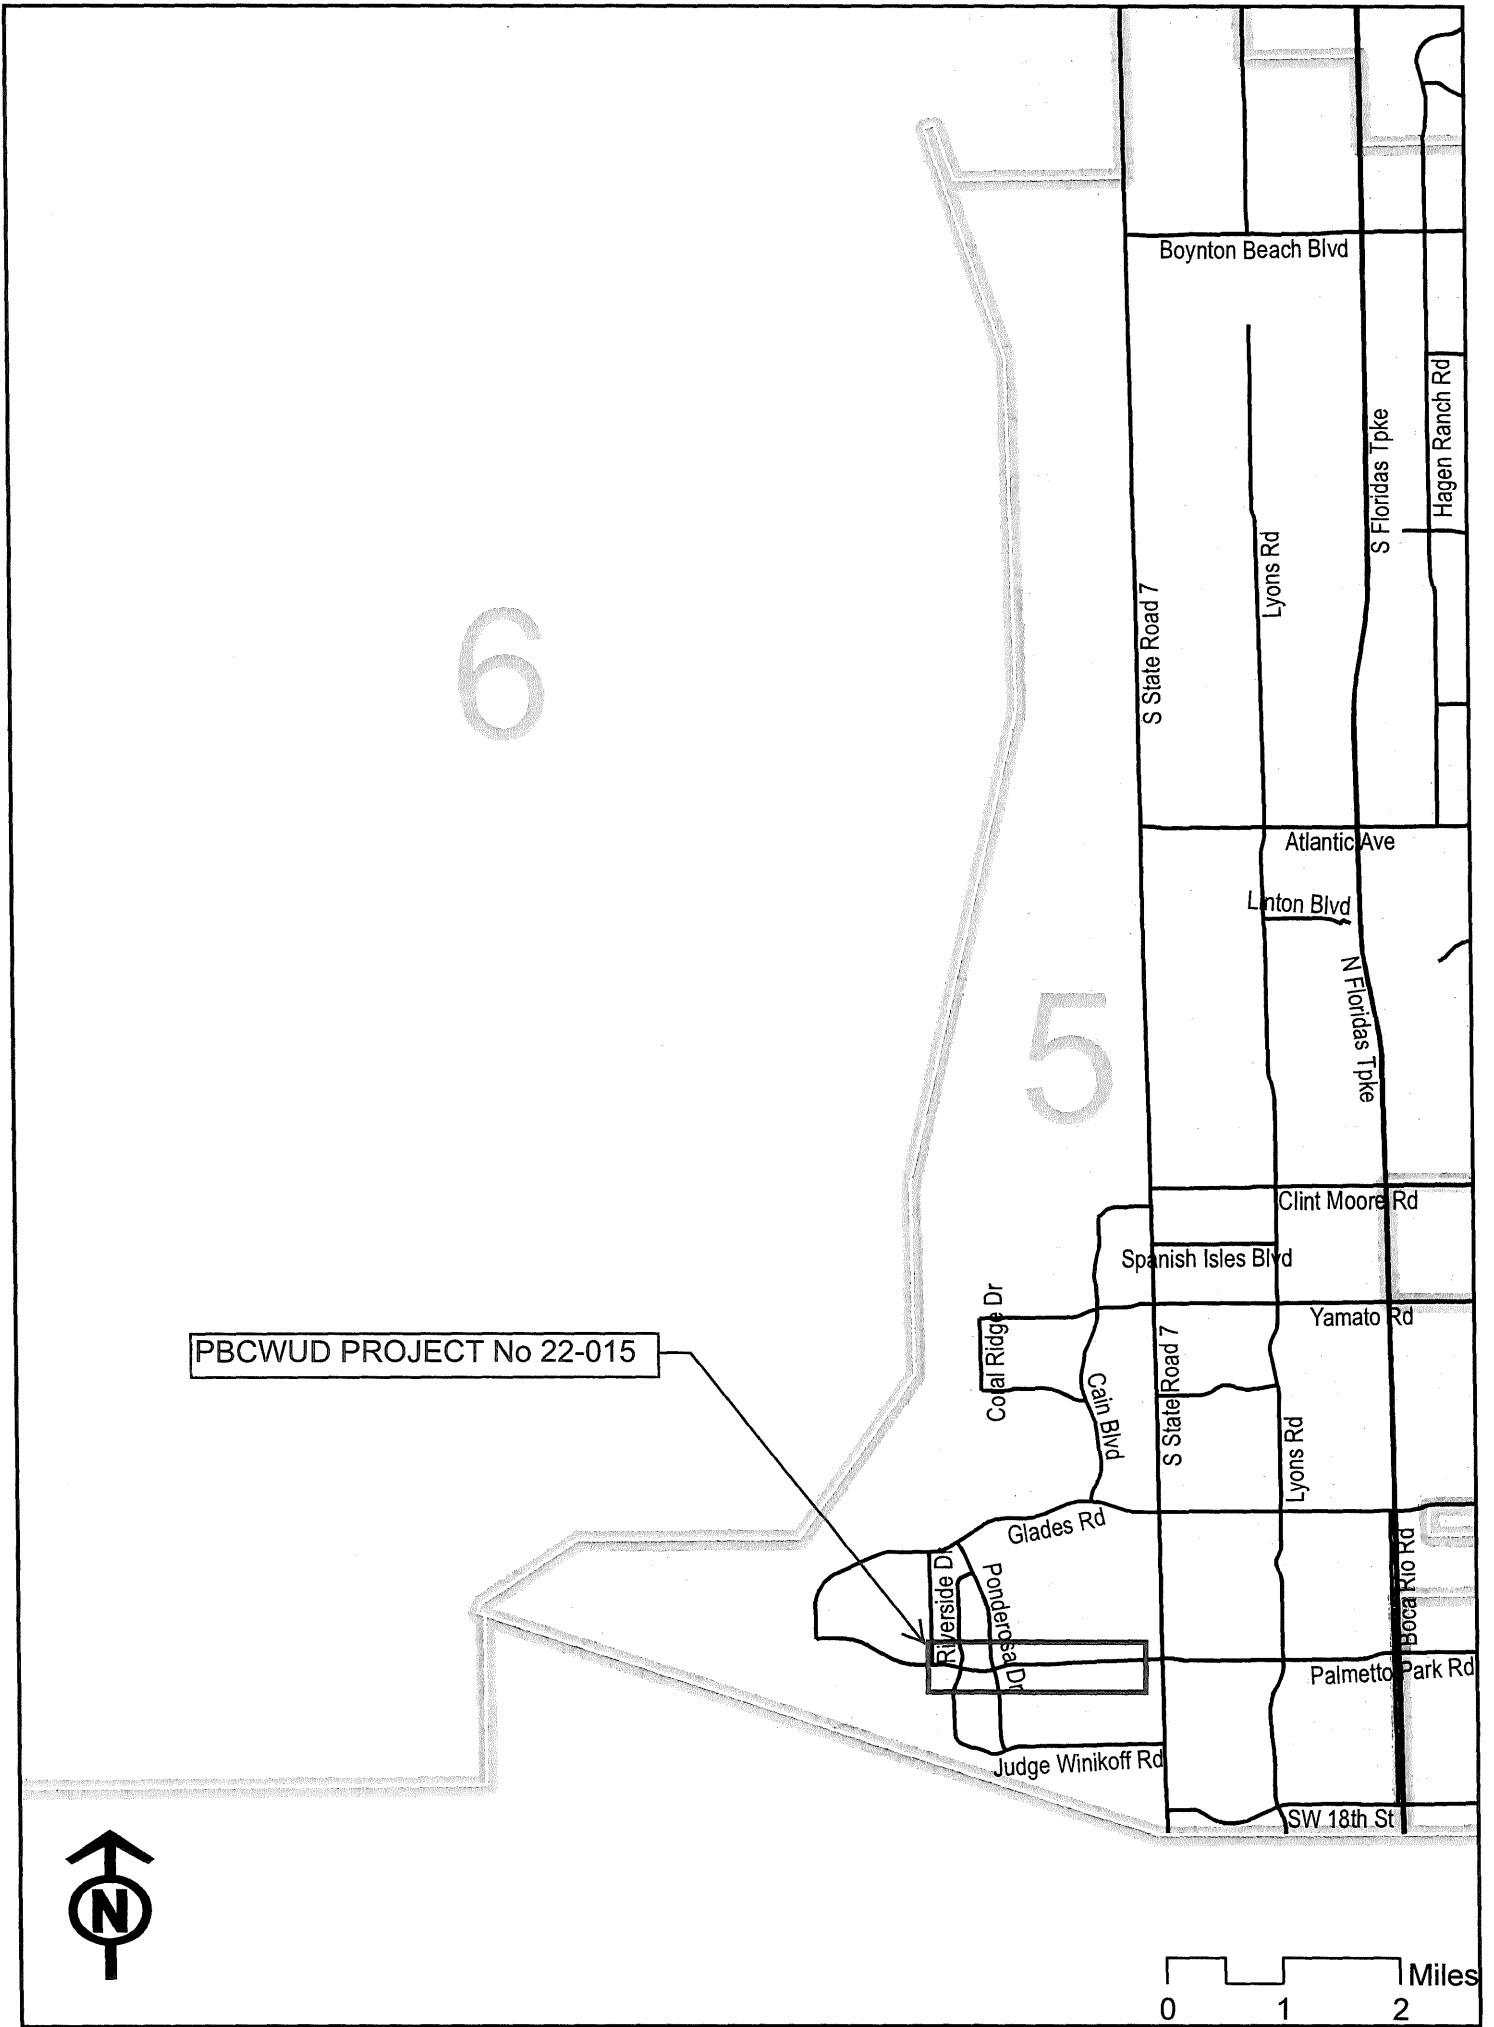 Boynton Beach Blvd
Hagen Ranch Rd
S Floridas Tpke
Lyons Rd
S State Road 7
6
Atlantic Ave
Linton Blvd
N Floridas Tpke
5
Clint Moore Rd
Spanish Isles Blvd
Yamato Rd
Coral Ridge Dr
PBCWUD PROJECT No 22-015
S State Road 7
Cain Blvd
Lyons Rd
Glades Rd
Boca Rio Rd
Riverside Dr
Ponderosa Dr
Palmetto Park Rd
Judge Winikoff Rd
SW 18th St
N
Miles
0 1 2